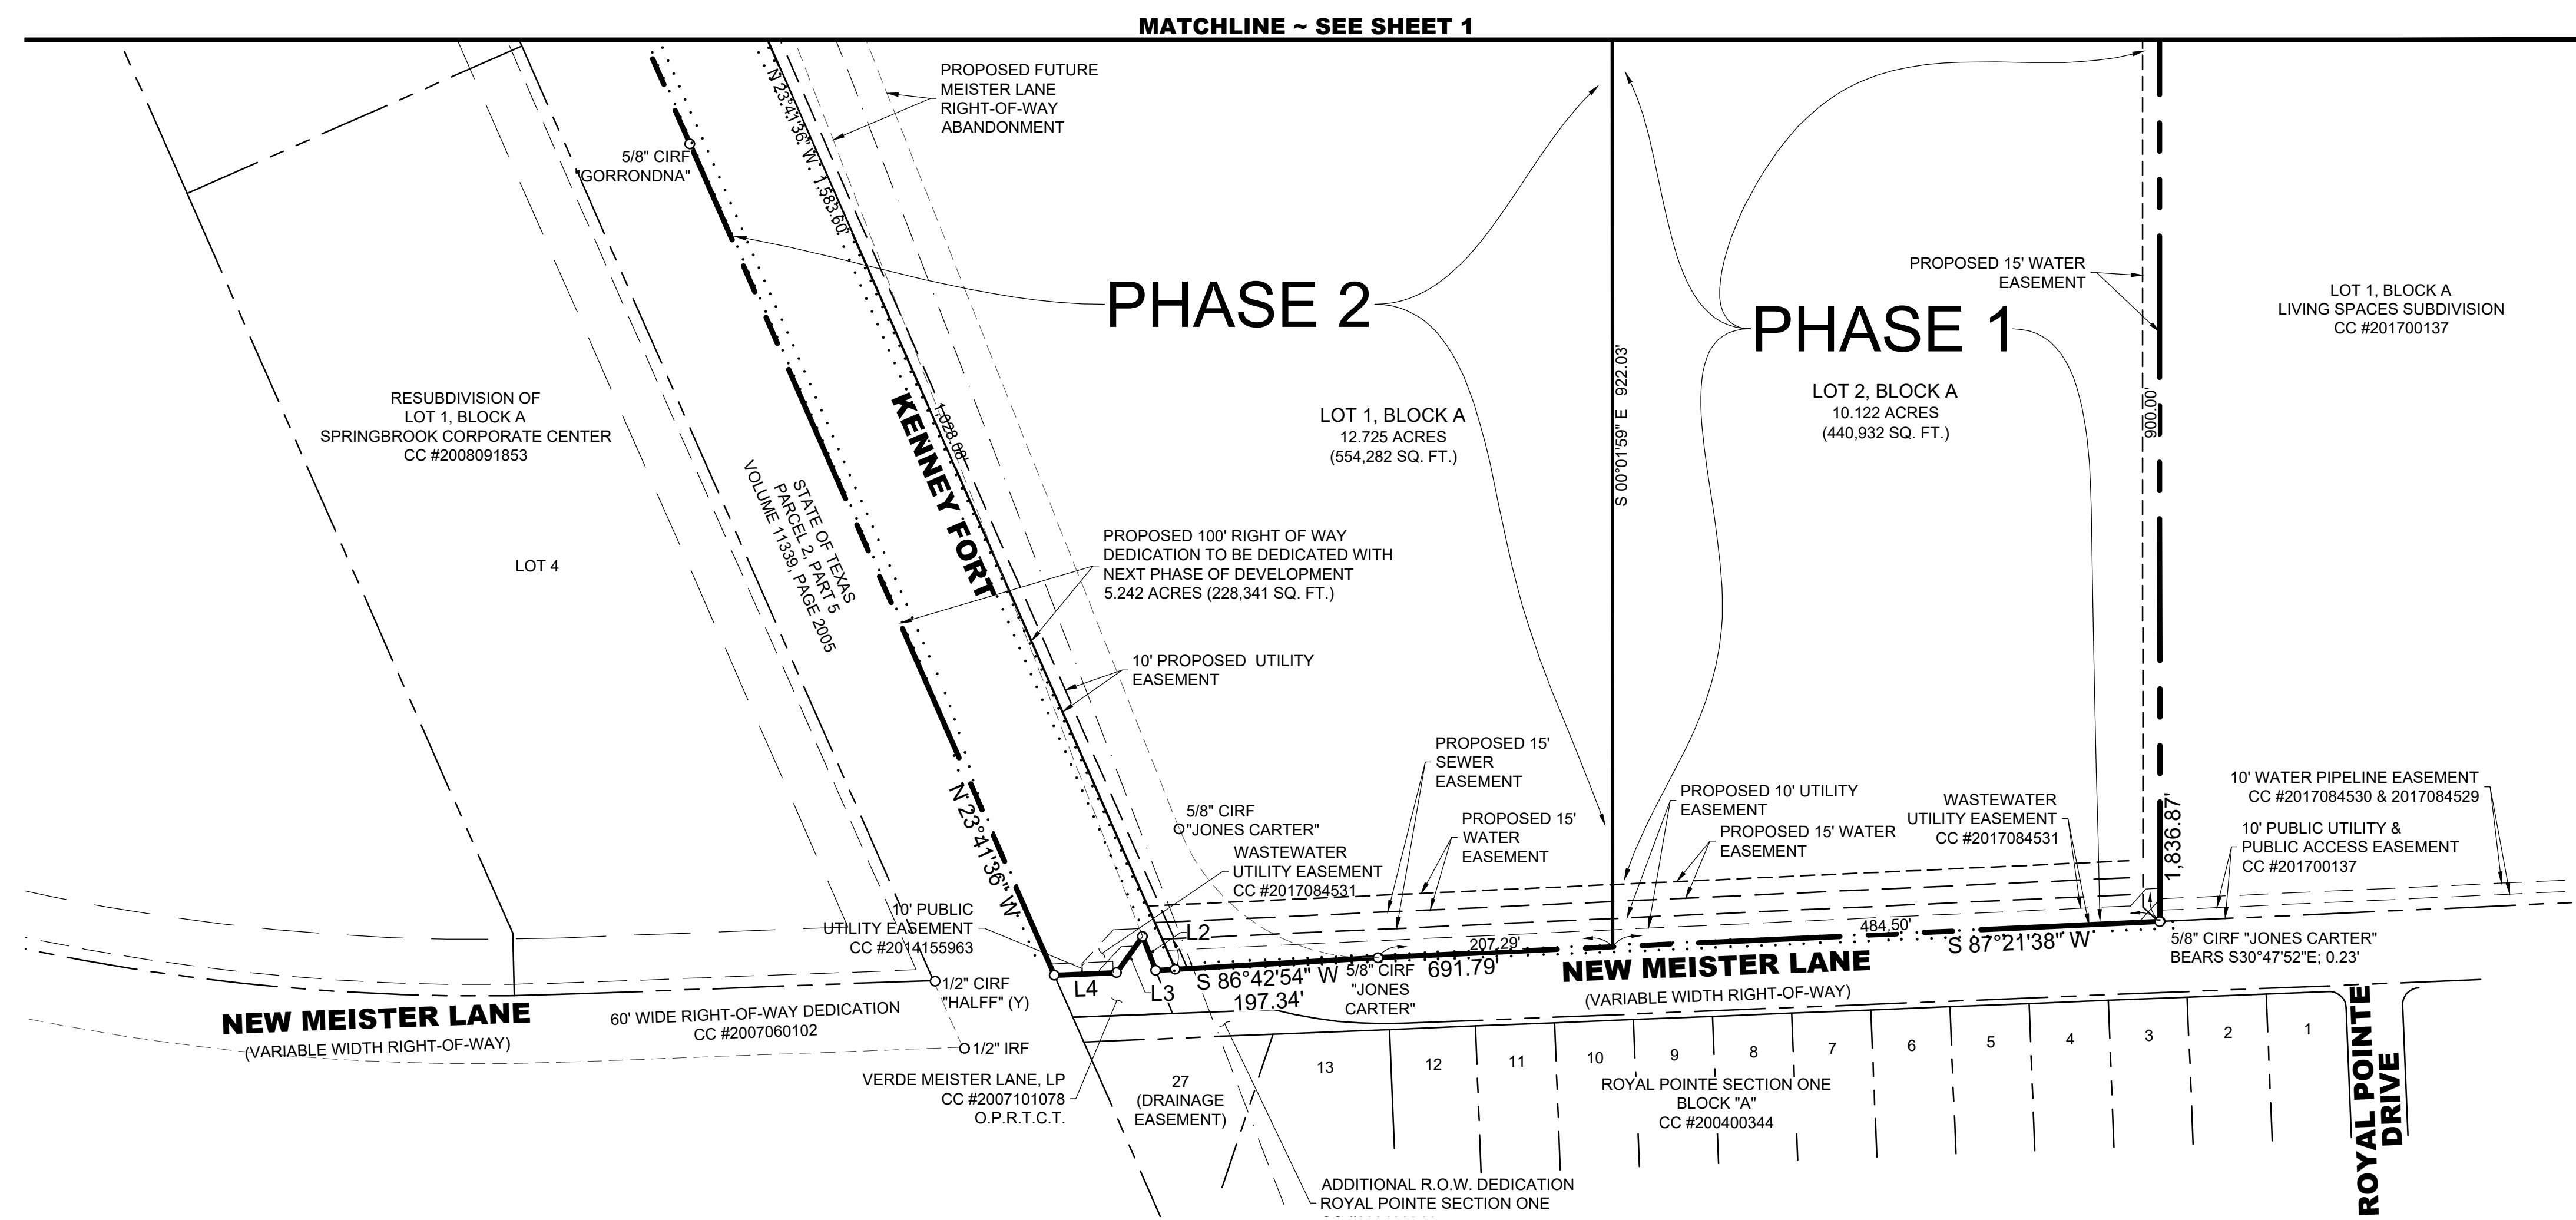 MATCHLINE ~ SEE SHEET 1
PROPOSED FUTURE
MEISTER LANE
RIGHT-OF-WAY
ABANDONMENT
N 23°41'36" W 1,583.60'
5/8" CIRF
"GORRONDNA"
PHASE 2
PHASE 1
PROPOSED 15' WATER
EASEMENT
LOT 1, BLOCK A
LIVING SPACES SUBDIVISION
CC #201700137
S 00°01'59" E 922.03'
900.00'
RESUBDIVISION OF
LOT 1, BLOCK A
SPRINGBROOK CORPORATE CENTER
CC #2008091853
LOT 1, BLOCK A
12.725 ACRES
(554,282 SQ. FT.)
LOT 2, BLOCK A
10.122 ACRES
(440,932 SQ. FT.)
1,028.08'
KENNEY FORT
STATE OF TEXAS
PARCEL 2, PART 5
VOLUME 11339, PAGE 2005
LOT 4
PROPOSED 100' RIGHT OF WAY
DEDICATION TO BE DEDICATED WITH
NEXT PHASE OF DEVELOPMENT
5.242 ACRES (228,341 SQ. FT.)
10' PROPOSED UTILITY
EASEMENT
N 23°41'36" W
PROPOSED 15'
SEWER
EASEMENT
PROPOSED 15'
WATER
EASEMENT
PROPOSED 10' UTILITY
EASEMENT
PROPOSED 15' WATER
EASEMENT
WASTEWATER
UTILITY EASEMENT
CC #2017084531
1,836.87'
10' WATER PIPELINE EASEMENT
CC #2017084530 & 2017084529
10' PUBLIC UTILITY &
PUBLIC ACCESS EASEMENT
CC #201700137
5/8" CIRF
"JONES CARTER"
WASTEWATER
UTILITY EASEMENT
CC #2017084531
10' PUBLIC
UTILITY EASEMENT
CC #2014155963
L2
L3
L4
S 86°42'54" W
197.34'
5/8" CIRF
"JONES
CARTER"
207.29'
691.79'
484.50'
S 87°21'38" W
NEW MEISTER LANE
(VARIABLE WIDTH RIGHT-OF-WAY)
5/8" CIRF "JONES CARTER"
BEARS S30°47'52"E; 0.23'
1/2" CIRF
"HALFF" (Y)
NEW MEISTER LANE
(VARIABLE WIDTH RIGHT-OF-WAY)
60' WIDE RIGHT-OF-WAY DEDICATION
CC #2007060102
1/2" IRF
VERDE MEISTER LANE, LP
CC #2007101078
O.P.R.T.C.T.
27
(DRAINAGE
EASEMENT)
13
12
11
10
9
8
7
6
5
4
3
2
1
ROYAL POINTE SECTION ONE
BLOCK "A"
CC #200400344
ROYAL POINTE
DRIVE
ADDITIONAL R.O.W. DEDICATION
ROYAL POINTE SECTION ONE